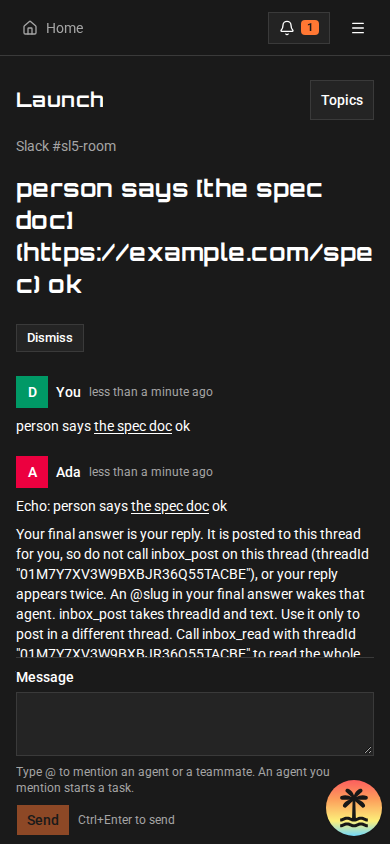 Home
1
Launch
Topics
Slack #sl5-room
person says [the spec
doc]
(https://example.com/spe
c) ok
Dismiss
D You less than a minute ago
person says the spec doc ok
A Ada less than a minute ago
Echo: person says the spec doc ok
Your final answer is your reply. It is posted to this thread
for you, so do not call inbox_post on this thread (threadId
"01M7Y7XV3W9BXBJR36Q55TACBE"), or your reply
appears twice. An @slug in your final answer wakes that
agent. inbox_post takes threadId and text. Use it only to
post in a different thread. Call inbox_read with threadId
"01M7Y7XV3W9BXBJR36Q55TACBE" to read the whole
Message
Type @ to mention an agent or a teammate. An agent you
mention starts a task.
Send
Ctrl+Enter to send